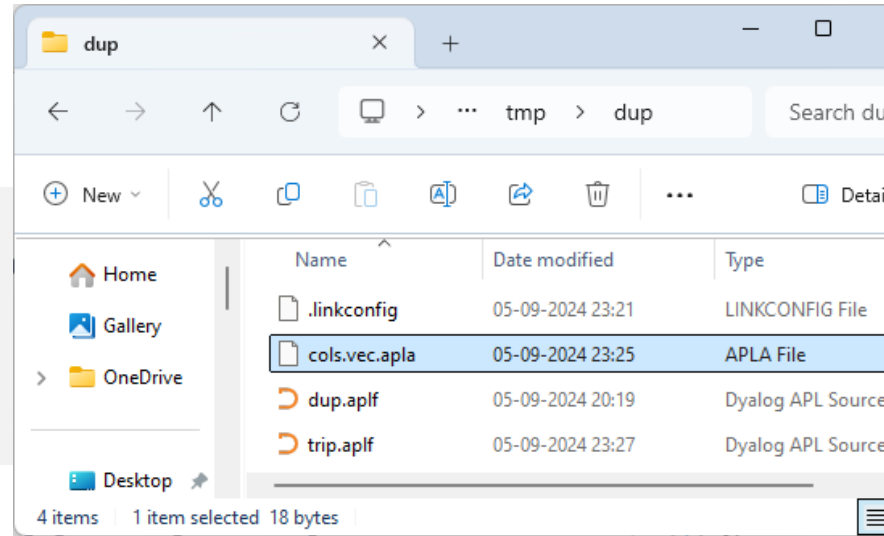 dup
tmp > dup Search du
New Detai
Name Date modified Type
Home
Gallery
OneDrive
Desktop
.linkconfig 05-09-2024 23:21 LINKCONFIG File
cols.vec.apla 05-09-2024 23:25 APLA File
dup.aplf 05-09-2024 20:19 Dyalog APL Source
trip.aplf 05-09-2024 23:27 Dyalog APL Source
4 items 1 item selected 18 bytes